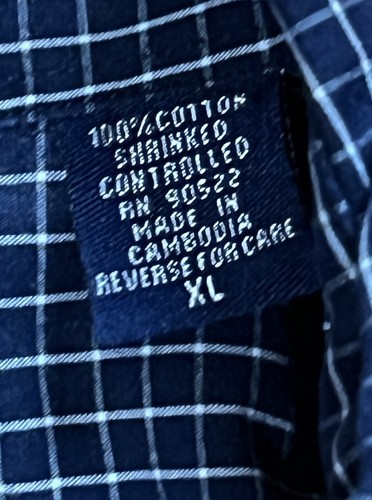 100% COTTON
SHRINKED
CONTROLLED
RN 90522
MADE IN
CAMBODIA
REVERSE FOR CARE
XL